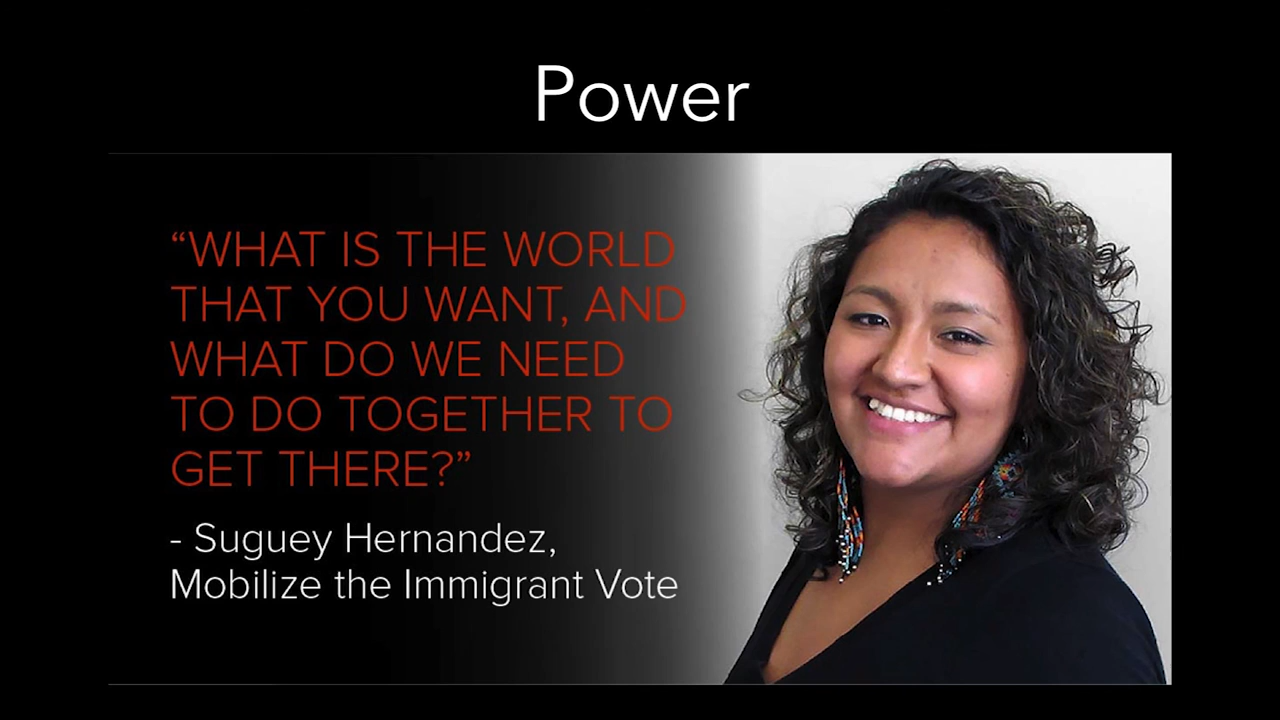 Power
“WHAT IS THE WORLD
THAT YOU WANT, AND
WHAT DO WE NEED
TO DO TOGETHER TO
GET THERE?”
- Suguey Hernandez,
Mobilize the Immigrant Vote